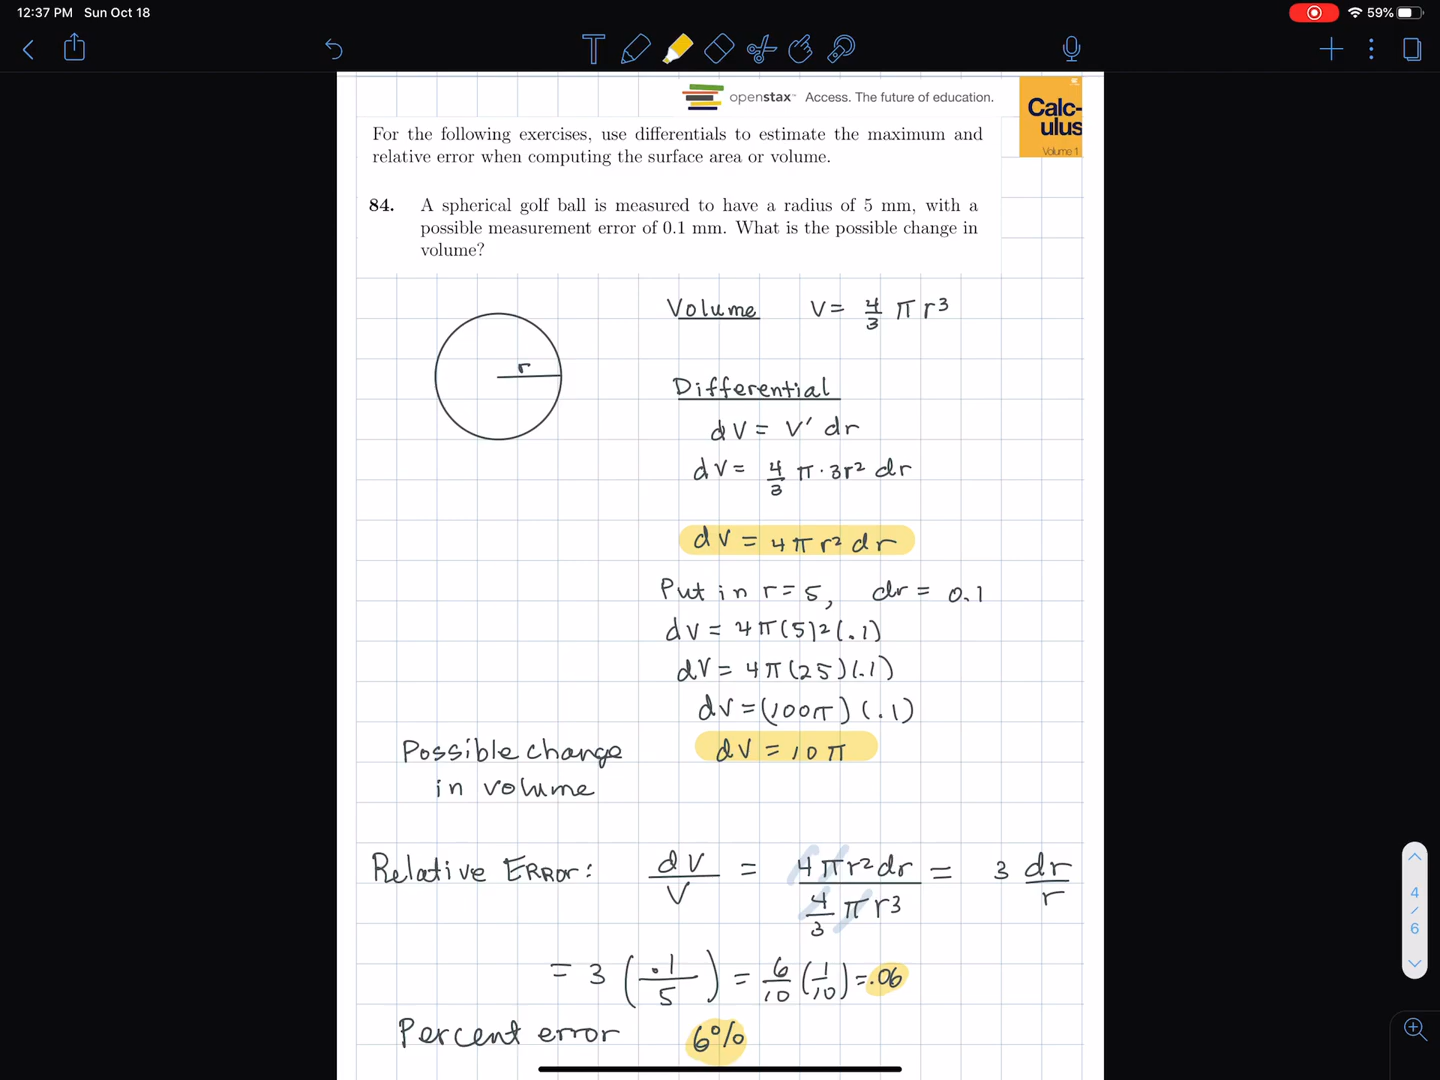 12:37 PM Sun Oct 18
59%
openstax™ Access. The future of education.
Calc-
ulus
Volume 1
For the following exercises, use differentials to estimate the maximum and
relative error when computing the surface area or volume.
84. A spherical golf ball is measured to have a radius of 5 mm, with a
possible measurement error of 0.1 mm. What is the possible change in
volume?
Volume V = 4/3 π r³
r
Differential
dV = V' dr
dV = 4/3 π · 3r² dr
dV = 4πr² dr
Put in r = 5, dr = 0.1
dV = 4π(5)²(.1)
dV = 4π(25)(.1)
dV = (100π)(.1)
Possible change dV = 10π
in volume
Relative ERROR: dV/V = 4πr²dr / 4/3 πr³ = 3 dr/r
= 3 (.1/5) = 6/10 (1/10) = .06
Percent error 6%
4
/
6